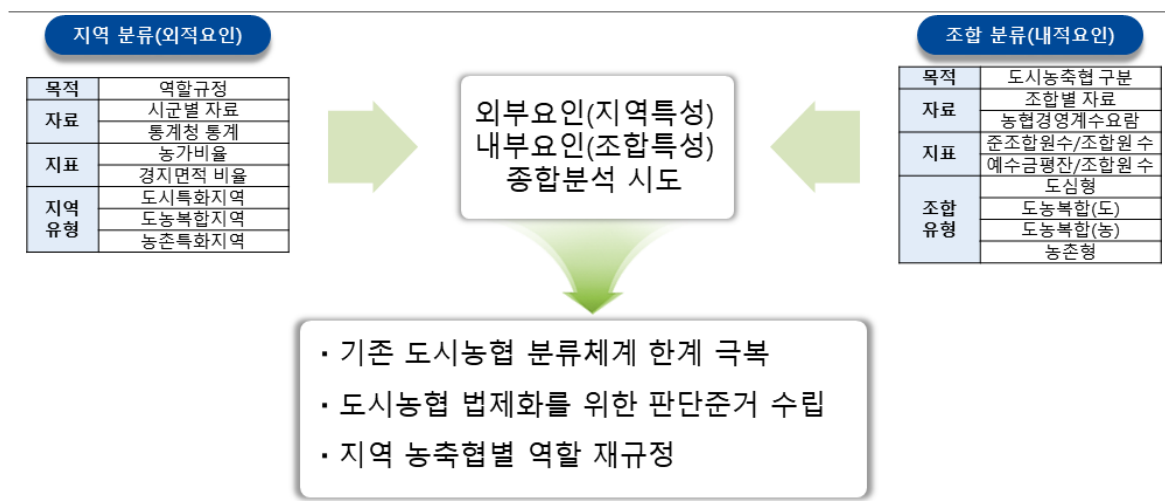 지역 분류(외적요인)
목적 역할규정
자료 시군별 자료
통계청 통계
지표 농가비율
경지면적 비율
지역 유형 도시특화지역
도농복합지역
농촌특화지역
외부요인(지역특성)
내부요인(조합특성)
종합분석 시도
조합 분류(내적요인)
목적 도시농축협 구분
자료 조합별 자료
농협경영계수요람
지표 준조합원수/조합원 수
예수금평잔/조합원 수
조합 유형 도심형
도농복합(도)
도농복합(농)
농촌형
· 기존 도시농협 분류체계 한계 극복
· 도시농협 법제화를 위한 판단준거 수립
· 지역 농축협별 역할 재규정